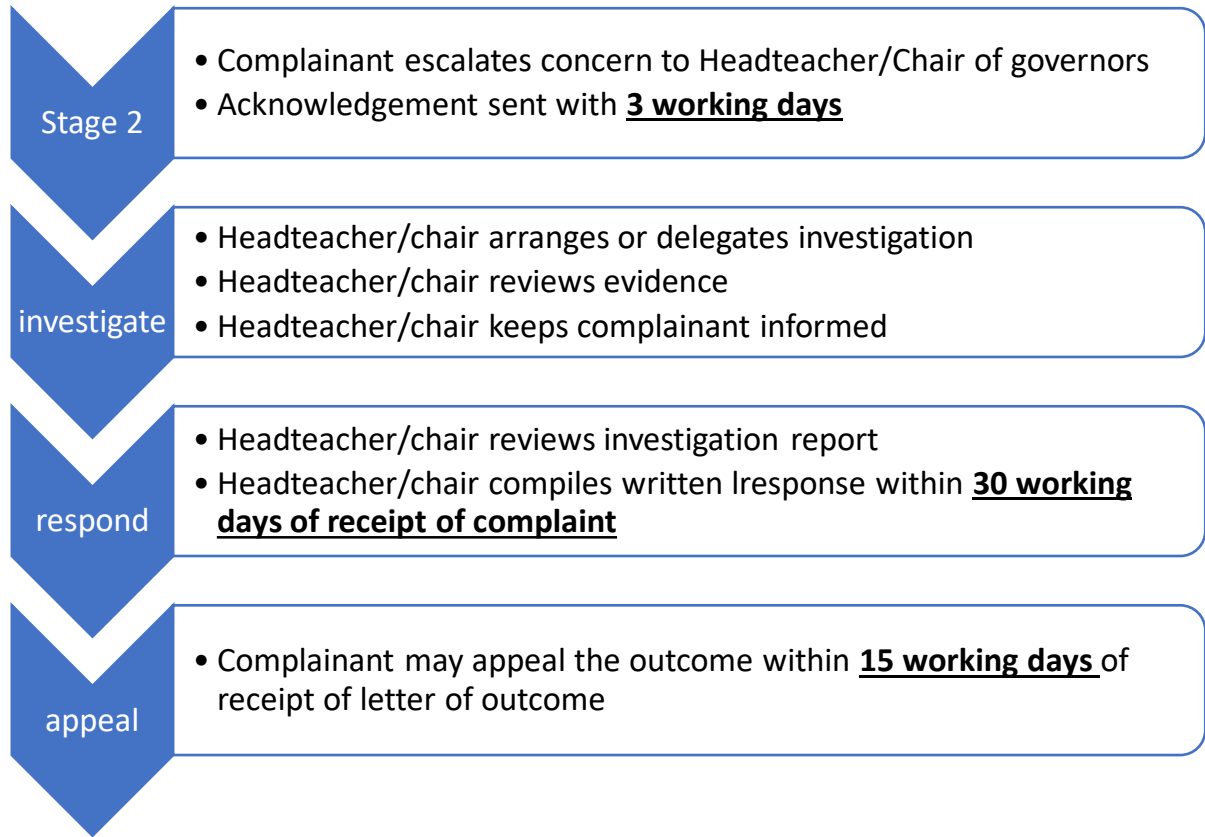 Stage 2
• Complainant escalates concern to Headteacher/Chair of governors
• Acknowledgement sent with 3 working days
investigate
• Headteacher/chair arranges or delegates investigation
• Headteacher/chair reviews evidence
• Headteacher/chair keeps complainant informed
respond
• Headteacher/chair reviews investigation report
• Headteacher/chair compiles written lresponse within 30 working
days of receipt of complaint
appeal
• Complainant may appeal the outcome within 15 working days of
receipt of letter of outcome